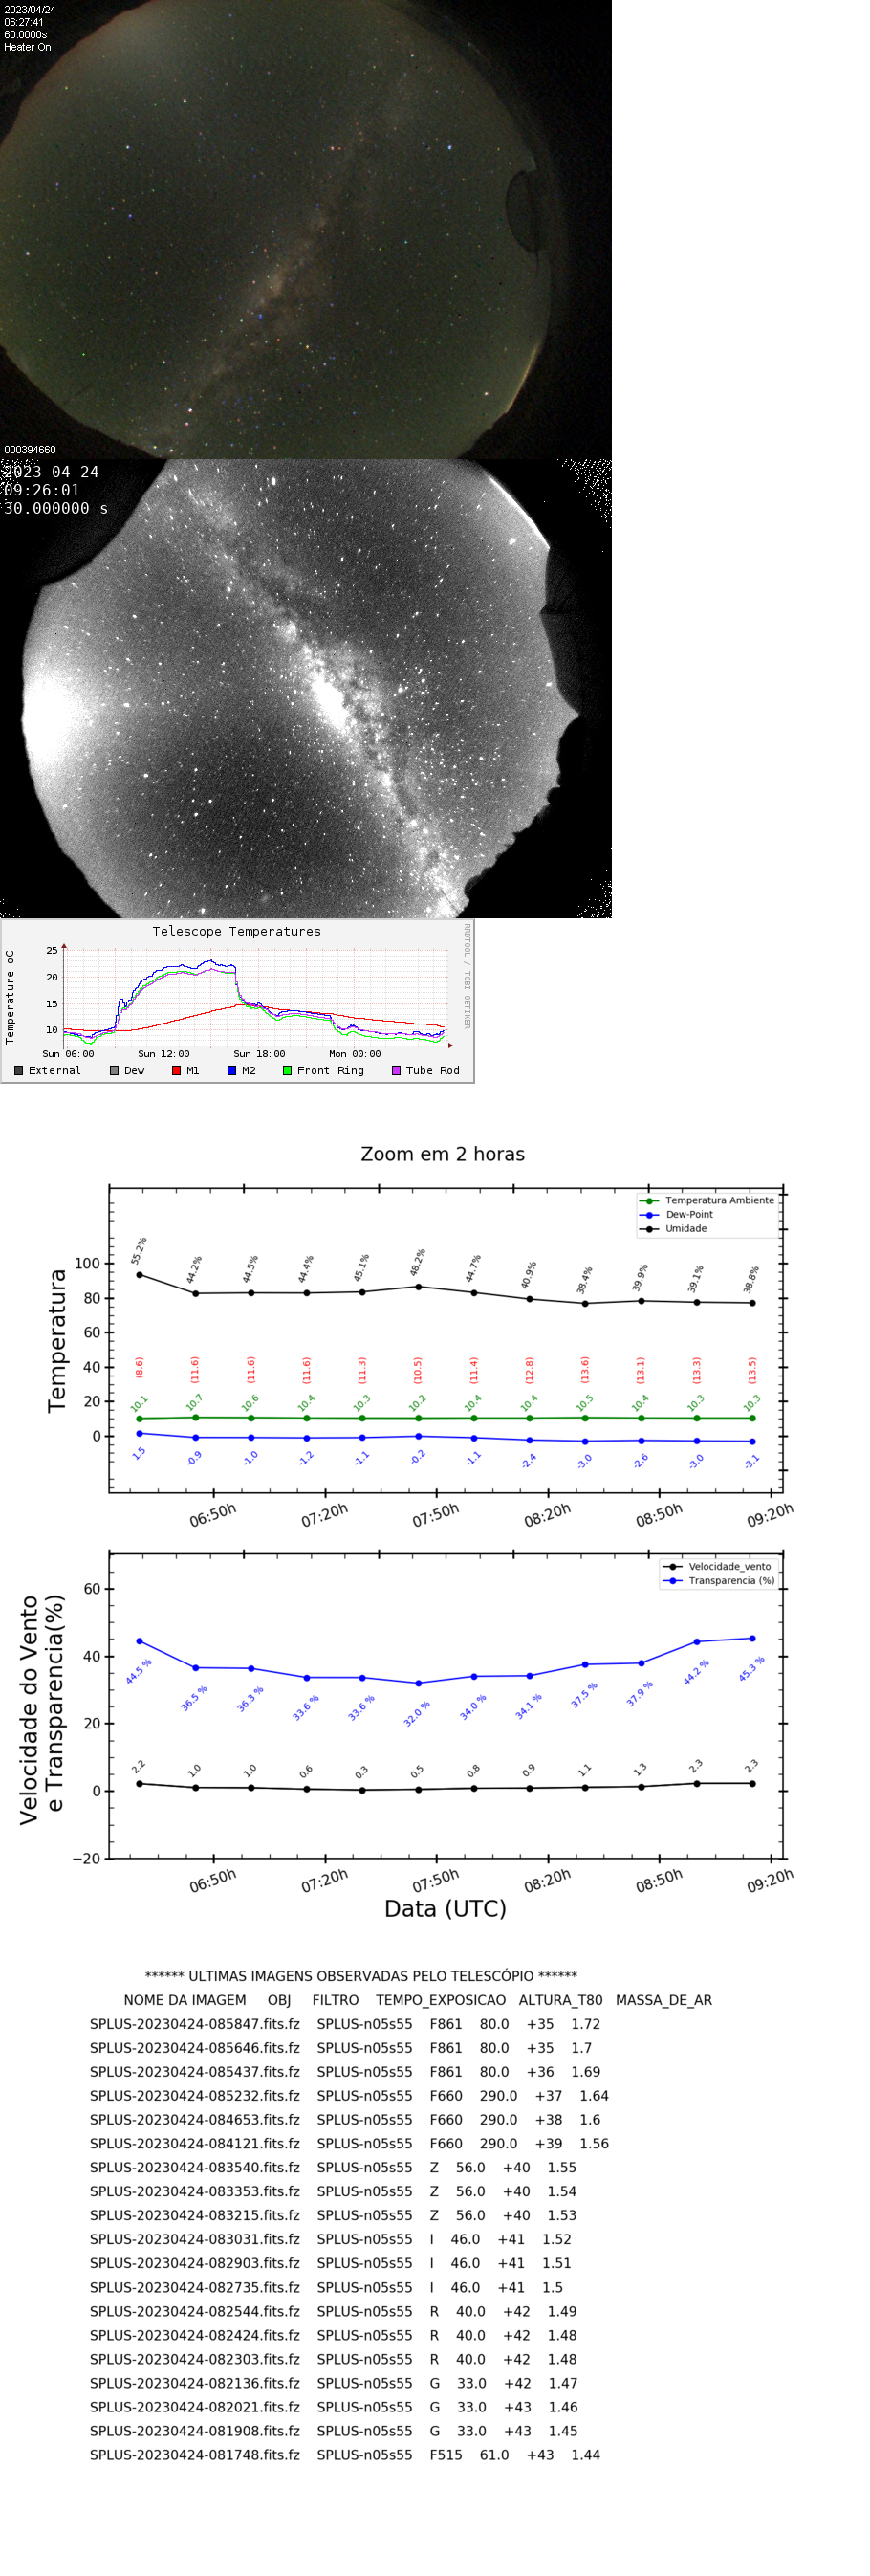 2023/04/24
06:27:41
60.0000s
Heater On
000394660
2023-04-24
09:26:01
30.000000 s
Telescope Temperatures
RRDTOOL / TOBI OETIKER
Temperature oC
25
20
15
10
Sun 06:00 Sun 12:00 Sun 18:00 Mon 00:00
External Dew M1 M2 Front Ring Tube Rod
Zoom em 2 horas
Temperatura Ambiente
Dew-Point
Umidade
Temperatura
100
80
60
40
20
0
55.2% 44.2% 44.5% 44.4% 45.1% 48.2% 44.7% 40.9% 38.4% 39.9% 39.1% 38.8%
(8.6) (11.6) (11.6) (11.6) (11.3) (10.5) (11.4) (12.8) (13.6) (13.1) (13.3) (13.5)
10.1 10.7 10.6 10.4 10.3 10.2 10.4 10.4 10.5 10.4 10.3 10.3
1.5 -0.9 -1.0 -1.2 -1.1 -0.2 -1.1 -2.4 -3.0 -2.6 -3.0 -3.1
06:50h 07:20h 07:50h 08:20h 08:50h 09:20h
Velocidade_vento
Transparencia (%)
Velocidade do Vento
e Transparencia(%)
60
40
20
0
−20
44.5 % 36.5 % 36.3 % 33.6 % 33.6 % 32.0 % 34.0 % 34.1 % 37.5 % 37.9 % 44.2 % 45.3 %
2.2 1.0 1.0 0.6 0.3 0.5 0.8 0.9 1.1 1.3 2.3 2.3
06:50h 07:20h 07:50h 08:20h 08:50h 09:20h
Data (UTC)
****** ULTIMAS IMAGENS OBSERVADAS PELO TELESCÓPIO ******
NOME DA IMAGEM OBJ FILTRO TEMPO_EXPOSICAO ALTURA_T80 MASSA_DE_AR
SPLUS-20230424-085847.fits.fz SPLUS-n05s55 F861 80.0 +35 1.72
SPLUS-20230424-085646.fits.fz SPLUS-n05s55 F861 80.0 +35 1.7
SPLUS-20230424-085437.fits.fz SPLUS-n05s55 F861 80.0 +36 1.69
SPLUS-20230424-085232.fits.fz SPLUS-n05s55 F660 290.0 +37 1.64
SPLUS-20230424-084653.fits.fz SPLUS-n05s55 F660 290.0 +38 1.6
SPLUS-20230424-084121.fits.fz SPLUS-n05s55 F660 290.0 +39 1.56
SPLUS-20230424-083540.fits.fz SPLUS-n05s55 Z 56.0 +40 1.55
SPLUS-20230424-083353.fits.fz SPLUS-n05s55 Z 56.0 +40 1.54
SPLUS-20230424-083215.fits.fz SPLUS-n05s55 Z 56.0 +40 1.53
SPLUS-20230424-083031.fits.fz SPLUS-n05s55 I 46.0 +41 1.52
SPLUS-20230424-082903.fits.fz SPLUS-n05s55 I 46.0 +41 1.51
SPLUS-20230424-082735.fits.fz SPLUS-n05s55 I 46.0 +41 1.5
SPLUS-20230424-082544.fits.fz SPLUS-n05s55 R 40.0 +42 1.49
SPLUS-20230424-082424.fits.fz SPLUS-n05s55 R 40.0 +42 1.48
SPLUS-20230424-082303.fits.fz SPLUS-n05s55 R 40.0 +42 1.48
SPLUS-20230424-082136.fits.fz SPLUS-n05s55 G 33.0 +42 1.47
SPLUS-20230424-082021.fits.fz SPLUS-n05s55 G 33.0 +43 1.46
SPLUS-20230424-081908.fits.fz SPLUS-n05s55 G 33.0 +43 1.45
SPLUS-20230424-081748.fits.fz SPLUS-n05s55 F515 61.0 +43 1.44